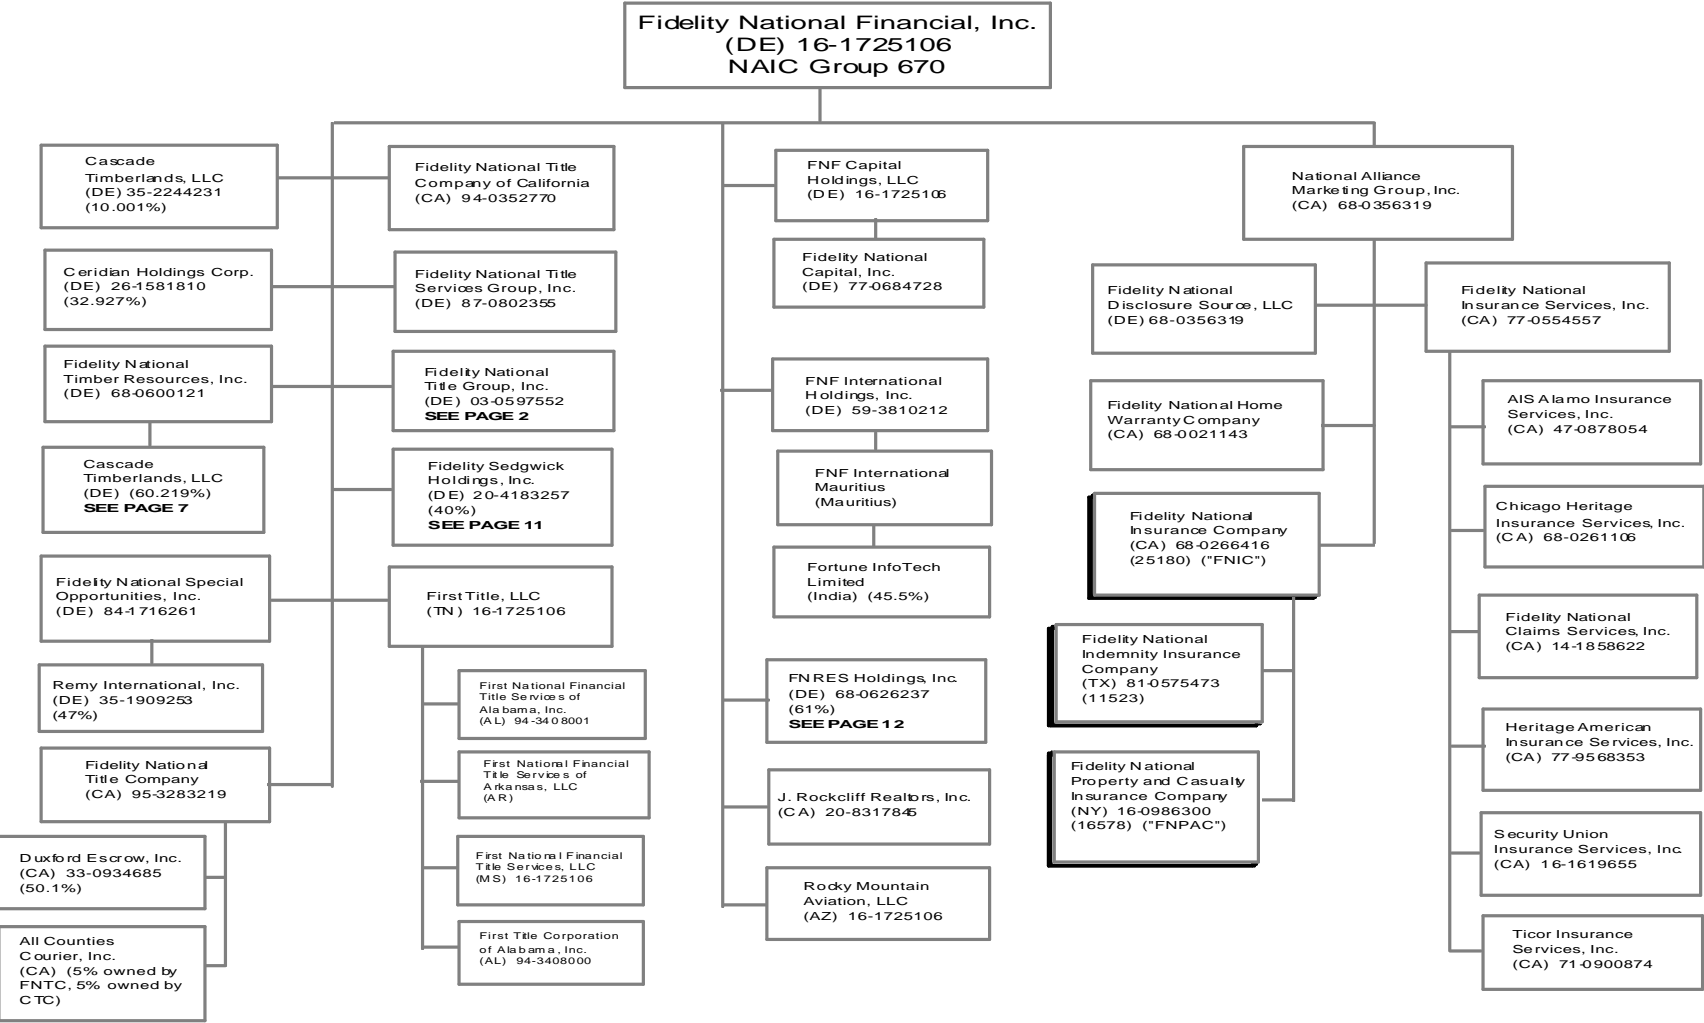 Fidelity National Financial, Inc.
(DE) 16-1725106
NAIC Group 670
Cascade
Timberlands, LLC
(DE) 35-2244231
(10.001%)
Fidelity National Title
Company of California
(CA) 94-0352770
Ceridian Holdings Corp.
(DE) 26-1581810
(32.927%)
Fidelity National Title
Services Group, Inc.
(DE) 87-0802355
Fidelity National
Timber Resources, Inc.
(DE) 68-0600121
Fidelity National
Title Group, Inc.
(DE) 03-0597552
SEE PAGE 2
Cascade
Timberlands, LLC
(DE) (60.219%)
SEE PAGE 7
Fidelity Sedgwick
Holdings, Inc.
(DE) 20-4183257
(40%)
SEE PAGE 11
Fidelity National Special
Opportunities, Inc.
(DE) 84-1716261
First Title, LLC
(TN) 16-1725106
Remy International, Inc.
(DE) 35-1909253
(47%)
First National Financial
Title Services of
Alabama, Inc.
(AL) 94-3408001
Fidelity National
Title Company
(CA) 95-3283219
First National Financial
Title Services of
Arkansas, LLC
(AR)
Duxford Escrow, Inc.
(CA) 33-0934685
(50.1%)
First National Financial
Title Services, LLC
(MS) 16-1725106
All Counties
Courier, Inc.
(CA) (5% owned by
FNTC, 5% owned by
CTC)
First Title Corporation
of Alabama, Inc.
(AL) 94-3408000
FNF Capital
Holdings, LLC
(DE) 16-1725106
Fidelity National
Capital, Inc.
(DE) 77-0684728
FNF International
Holdings, Inc.
(DE) 59-3810212
FNF International
Mauritius
(Mauritius)
Fortune InfoTech
Limited
(India) (45.5%)
FNRES Holdings, Inc.
(DE) 68-0626237
(61%)
SEE PAGE 12
J. Rockcliff Realtors, Inc.
(CA) 20-8317845
Rocky Mountain
Aviation, LLC
(AZ) 16-1725106
National Alliance
Marketing Group, Inc.
(CA) 68-0356319
Fidelity National
Disclosure Source, LLC
(DE) 68-0356319
Fidelity National
Insurance Services, Inc.
(CA) 77-0554557
Fidelity National Home
Warranty Company
(CA) 68-0021143
Fidelity National
Insurance Company
(CA) 68-0266416
(25180) ("FNIC")
Fidelity National
Indemnity Insurance
Company
(TX) 81-0575473
(11523)
Fidelity National
Property and Casualty
Insurance Company
(NY) 16-0986300
(16578) ("FNPAC")
AIS Alamo Insurance
Services, Inc.
(CA) 47-0878054
Chicago Heritage
Insurance Services, Inc.
(CA) 68-0261106
Fidelity National
Claims Services, Inc.
(CA) 14-1858622
Heritage American
Insurance Services, Inc.
(CA) 77-9568353
Security Union
Insurance Services, Inc.
(CA) 16-1619655
Ticor Insurance
Services, Inc.
(CA) 71-0900874